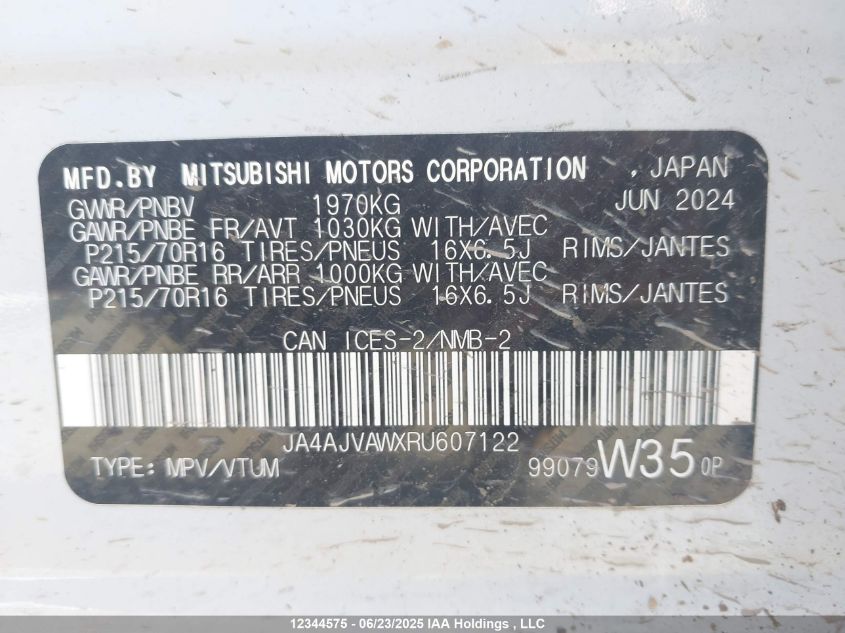 MFD.BY MITSUBISHI MOTORS CORPORATION , JAPAN
GVWR/PNBV 1970KG JUN 2024
GAWR/PNBE FR/AVT 1030KG WITH/AVEC
P215/70R16 TIRES/PNEUS 16X6.5J RIMS/JANTES
GAWR/PNBE RR/ARR 1000KG WITH/AVEC
P215/70R16 TIRES/PNEUS 16X6.5J RIMS/JANTES
CAN ICES-2/NMB-2
JA4AJVAWXRU607122
TYPE: MPV/VTUM 99079 W35 0P
12344575 - 06/23/2025 IAA Holdings , LLC